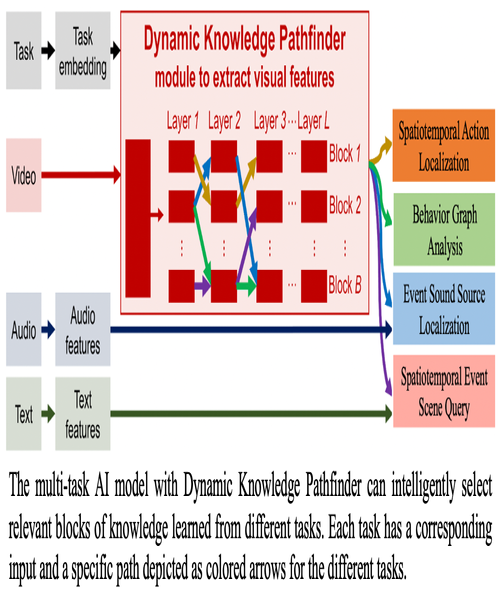 Task
Task
embedding
Dynamic Knowledge Pathfinder
module to extract visual features
Layer 1 Layer 2 Layer 3 ··· Layer L
Block 1
Block 2
Block B
Video
Audio
Audio
features
Text
Text
features
Spatiotemporal Action
Localization
Behavior Graph
Analysis
Event Sound Source
Localization
Spatiotemporal Event
Scene Query
The multi-task AI model with Dynamic Knowledge Pathfinder can intelligently select
relevant blocks of knowledge learned from different tasks. Each task has a corresponding
input and a specific path depicted as colored arrows for the different tasks.